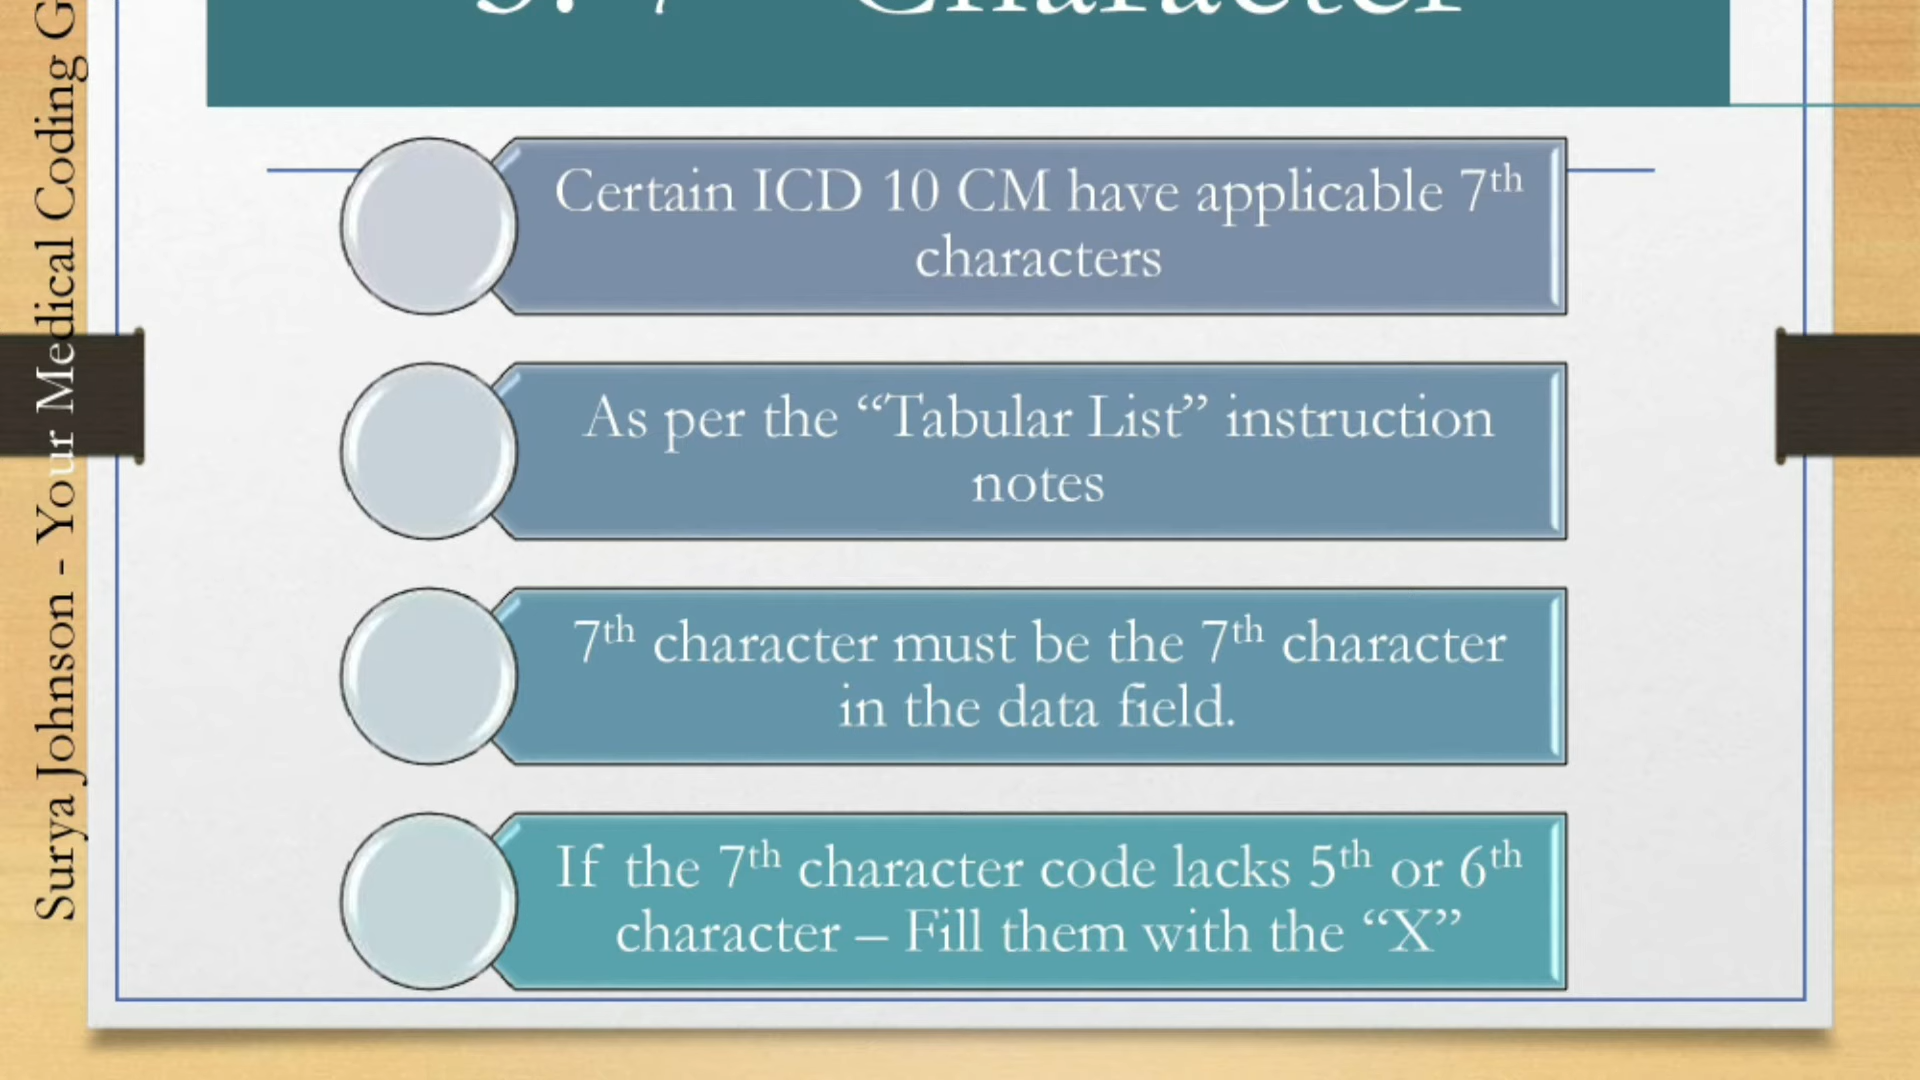 Character
Certain ICD 10 CM have applicable 7th
characters
As per the “Tabular List” instruction
notes
7th character must be the 7th character
in the data field.
If the 7th character code lacks 5th or 6th
character – Fill them with the “X”
Surya Johnson - Your Medical Coding G